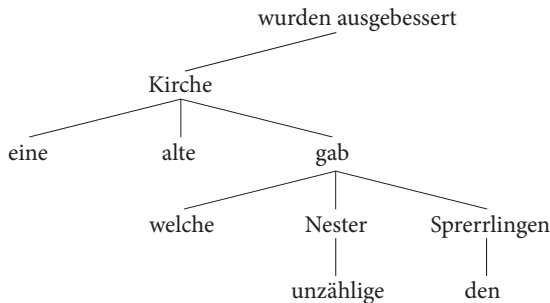 wurden ausgebessert
Kirche
eine alte gab
welche Nester Sprerrlingen
unzählige den